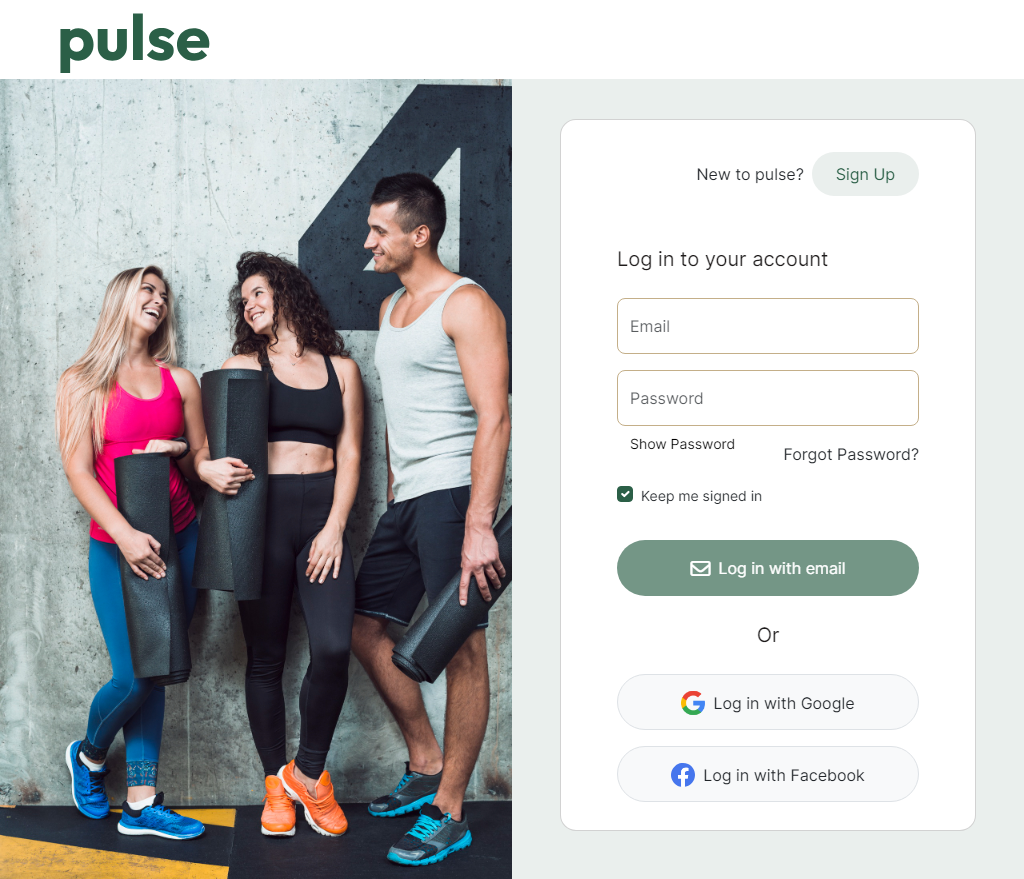 pulse
4
New to pulse? Sign Up
Log in to your account
Email
Password
Show Password
Forgot Password?
Keep me signed in
Log in with email
Or
Log in with Google
Log in with Facebook